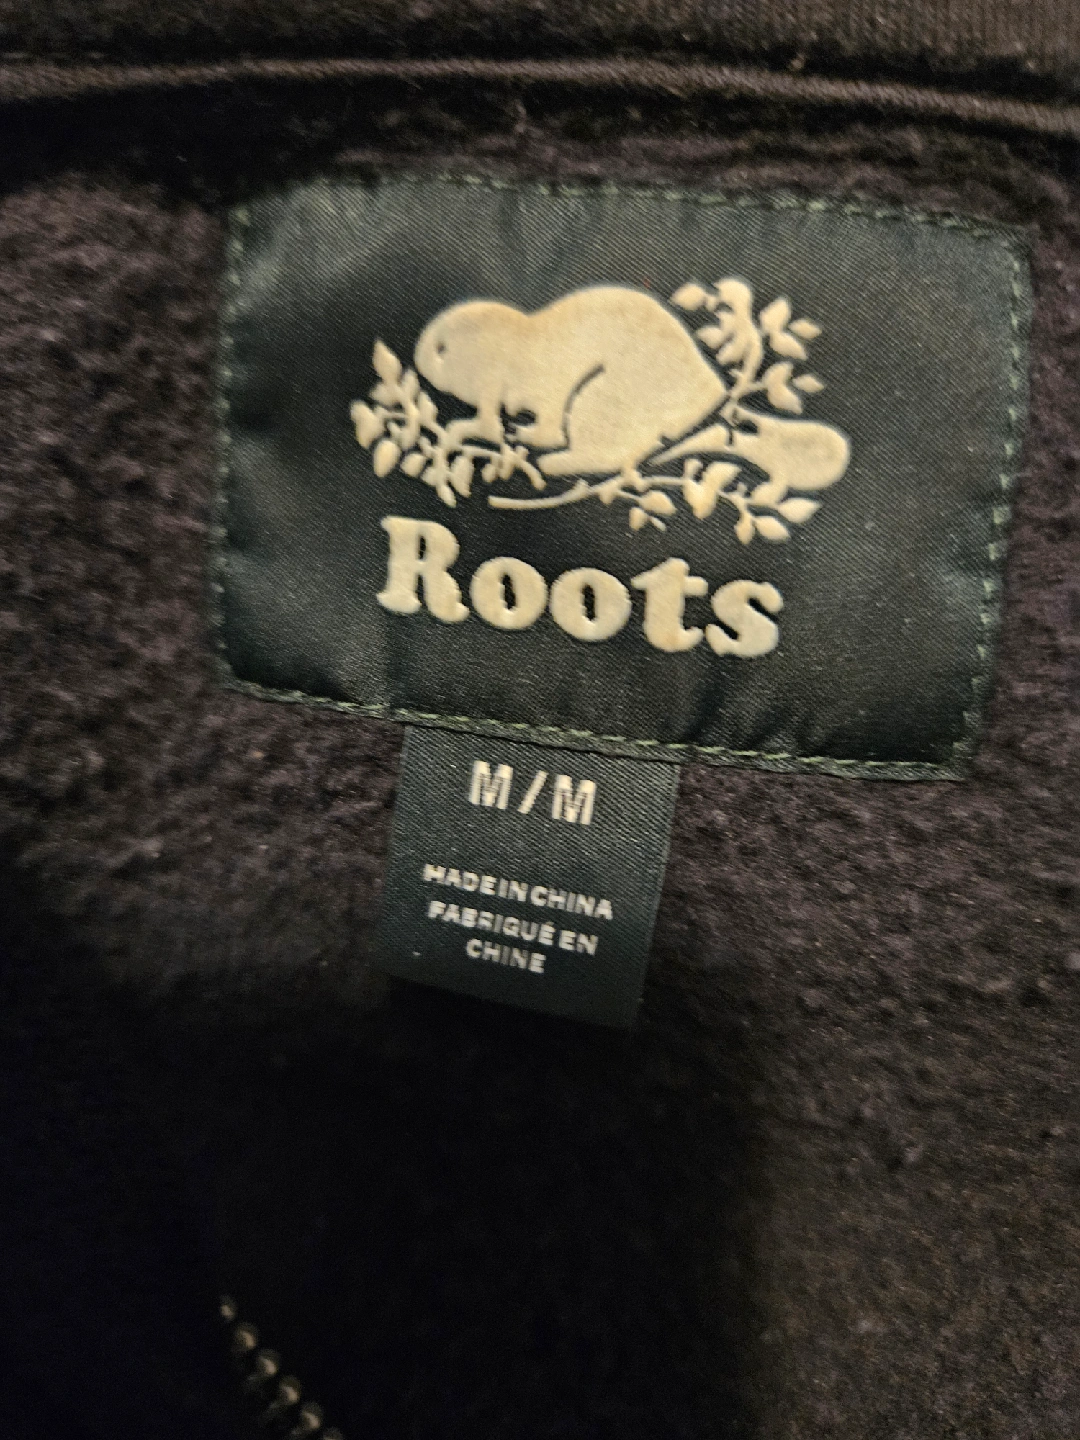 Roots
M/M
MADE IN CHINA
FABRIQUÉ EN
CHINE